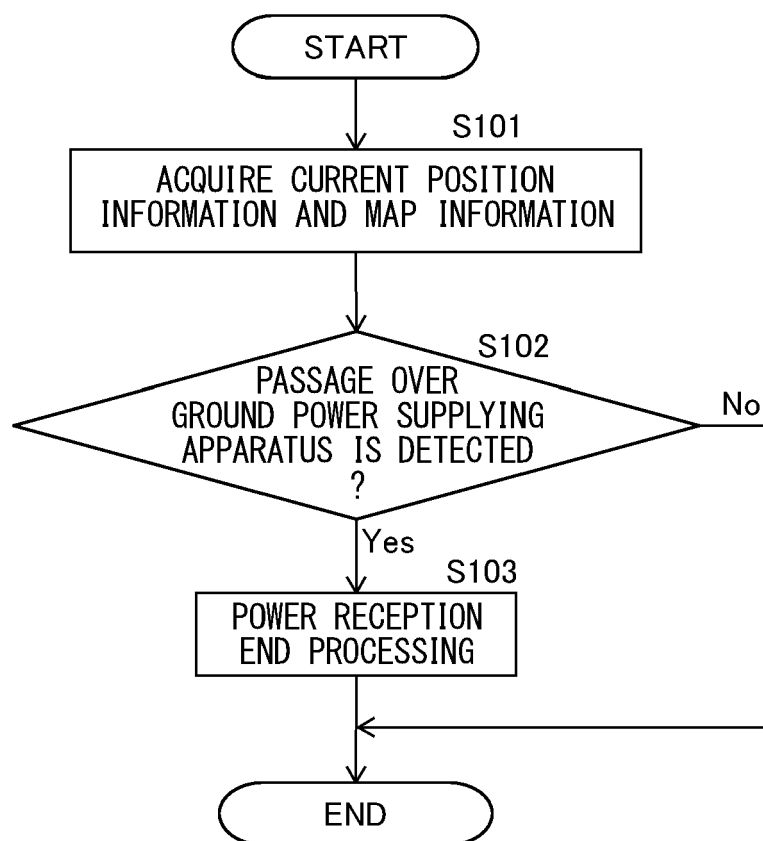 START
S101
ACQUIRE CURRENT POSITION
INFORMATION AND MAP INFORMATION
S102
PASSAGE OVER
GROUND POWER SUPPLYING
APPARATUS IS DETECTED
?
No
Yes
S103
POWER RECEPTION
END PROCESSING
END